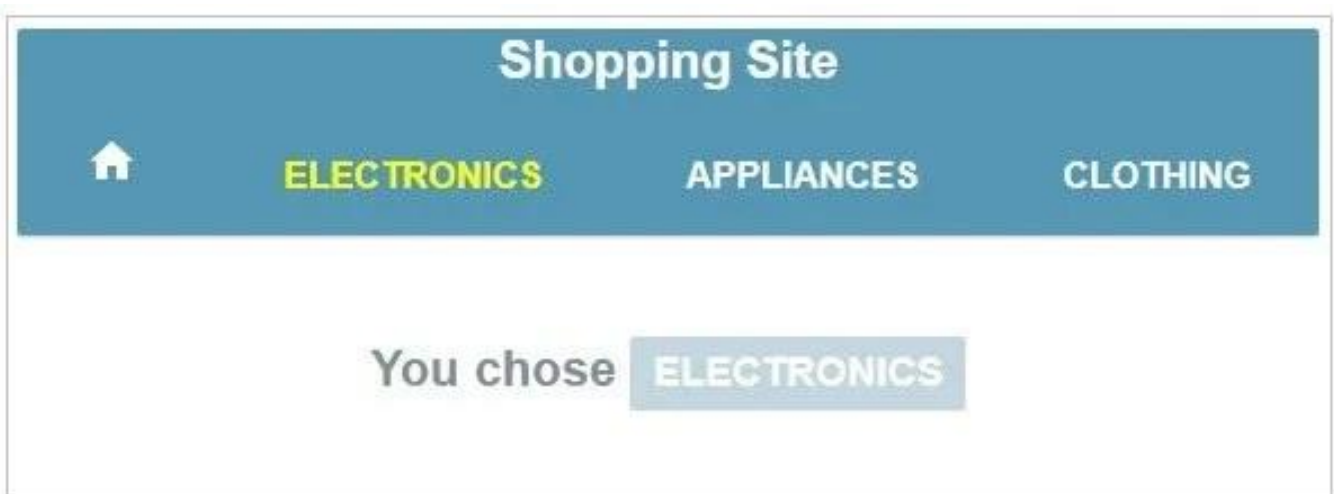 Shopping Site
ELECTRONICS APPLIANCES CLOTHING
You chose ELECTRONICS